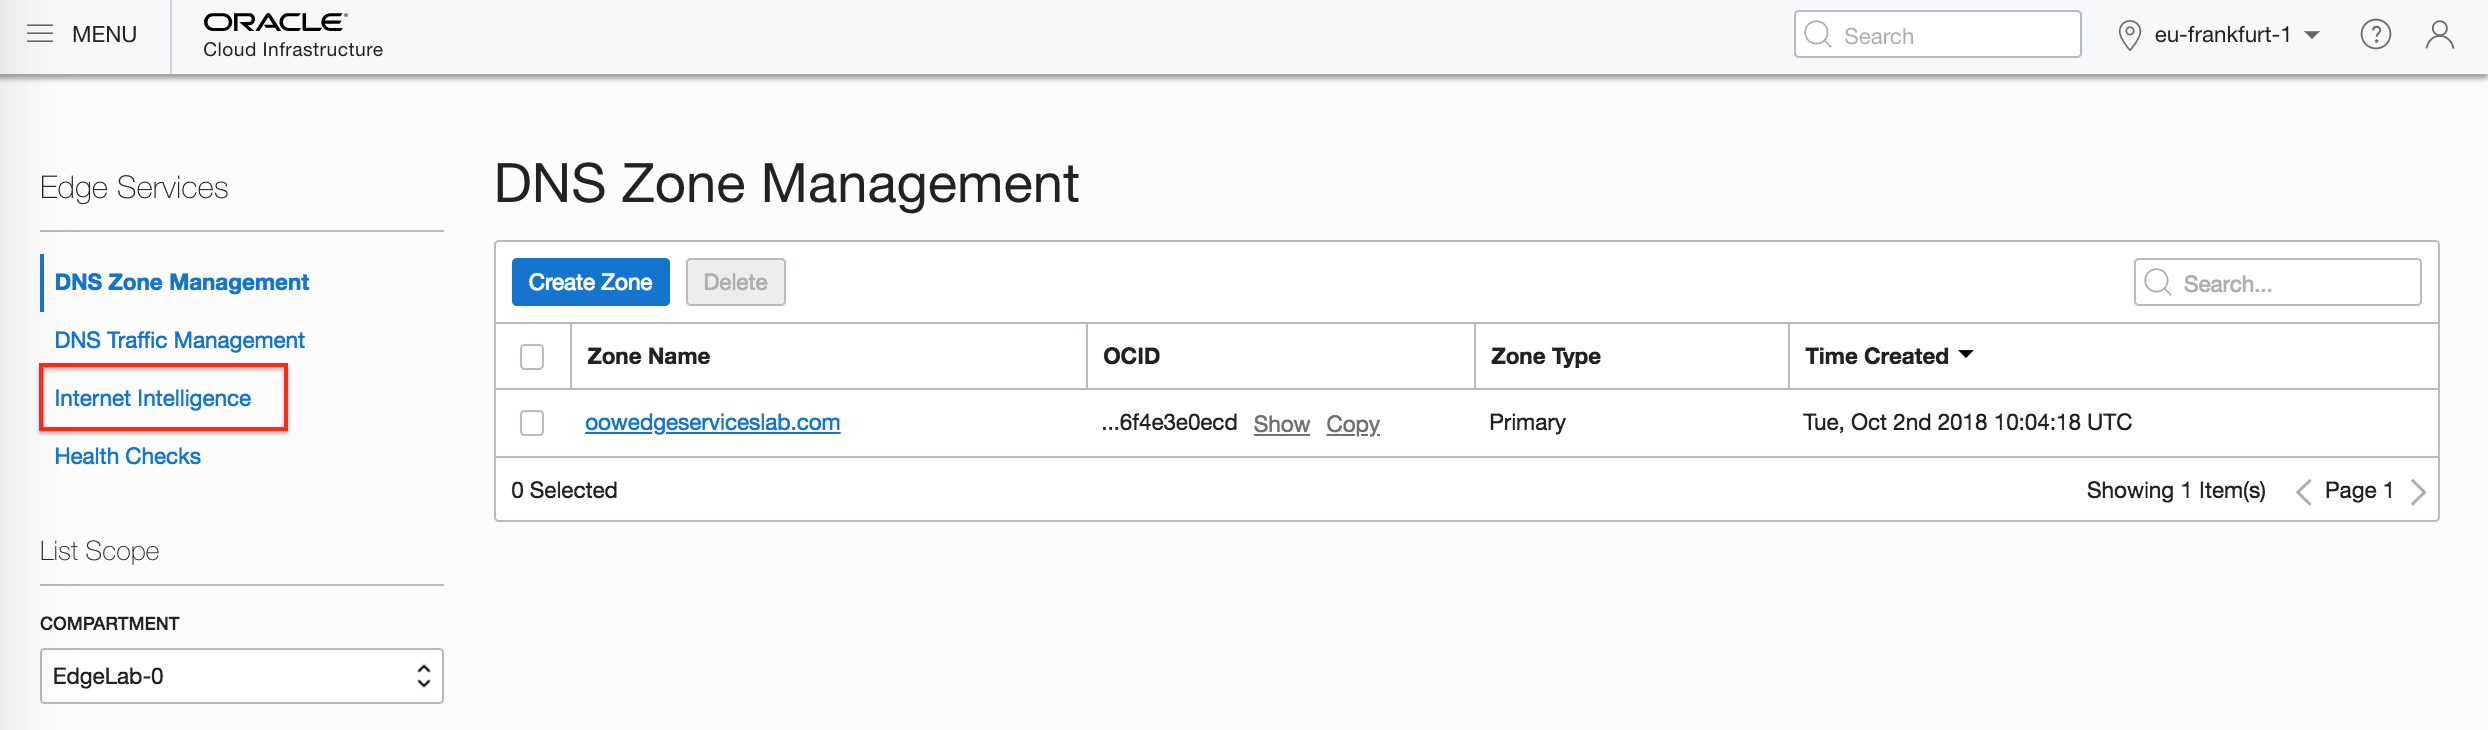 MENU
ORACLE
Cloud Infrastructure
Search
eu-frankfurt-1
Edge Services
DNS Zone Management
DNS Traffic Management
Internet Intelligence
Health Checks
List Scope
COMPARTMENT
EdgeLab-0
DNS Zone Management
Create Zone Delete Search...
Zone Name OCID Zone Type Time Created
oowedgeserviceslab.com ...6f4e3e0ecd Show Copy Primary Tue, Oct 2nd 2018 10:04:18 UTC
0 Selected Showing 1 Item(s) Page 1